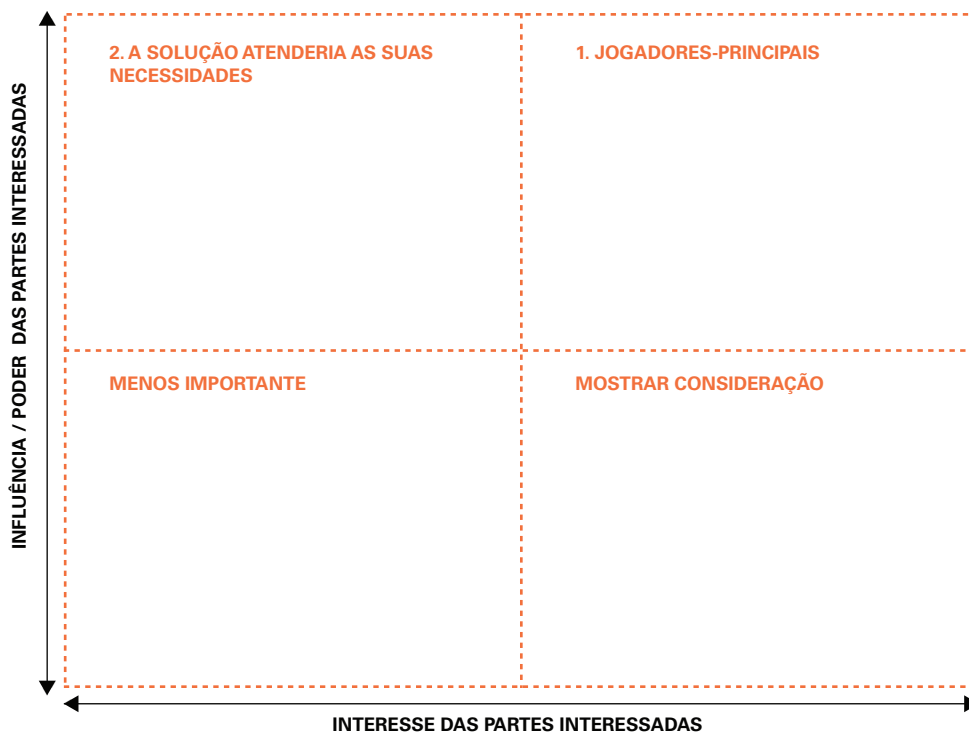 2. A SOLUÇÃO ATENDERIA AS SUAS
NECESSIDADES
1. JOGADORES-PRINCIPAIS
INFLUÊNCIA / PODER DAS PARTES INTERESSADAS
MENOS IMPORTANTE
MOSTRAR CONSIDERAÇÃO
INTERESSE DAS PARTES INTERESSADAS